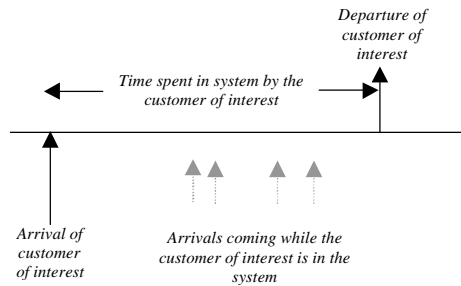 Departure of
customer of
interest
Time spent in system by the
customer of interest
Arrival of
customer
of interest
Arrivals coming while the
customer of interest is in the
system